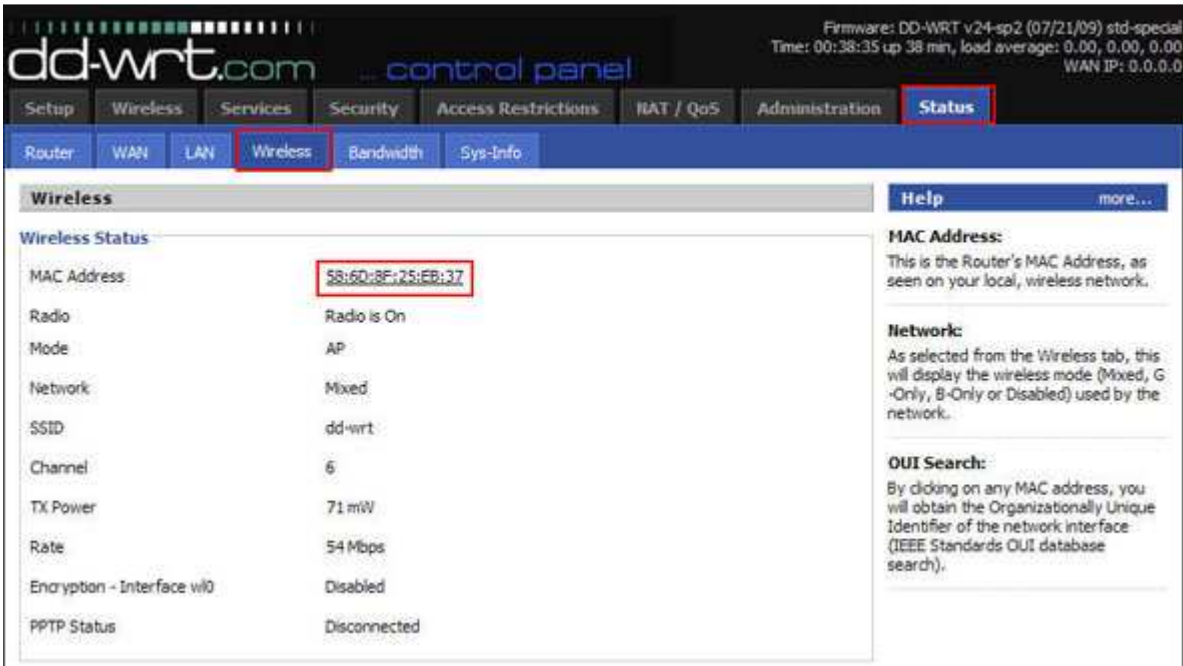 dd-wrt.com ... control panel
Firmware: DD-WRT v24-sp2 (07/21/09) std-special
Time: 00:38:35 up 38 min, load average: 0.00, 0.00, 0.00
WAN IP: 0.0.0.0
Setup Wireless Services Security Access Restrictions NAT / QoS Administration Status
Router WAN LAN Wireless Bandwidth Sys-Info
Wireless
Wireless Status
MAC Address 58:6D:8F:25:EB:37
Radio Radio is On
Mode AP
Network Mixed
SSID dd-wrt
Channel 6
TX Power 71 mW
Rate 54 Mbps
Encryption - Interface wl0 Disabled
PPTP Status Disconnected
Help more...
MAC Address:
This is the Router's MAC Address, as
seen on your local, wireless network.
Network:
As selected from the Wireless tab, this
will display the wireless mode (Mixed, G
-Only, B-Only or Disabled) used by the
network.
OUI Search:
By clicking on any MAC address, you
will obtain the Organizationally Unique
Identifier of the network interface
(IEEE Standards OUI database
search).